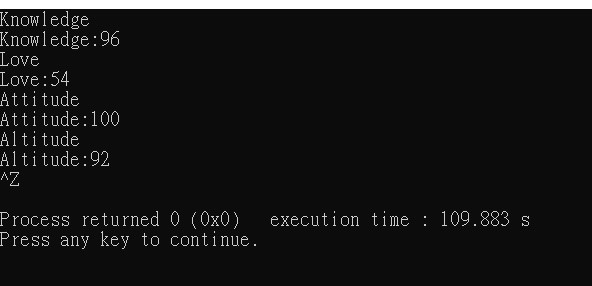 Knowledge
Knowledge:96
Love
Love:54
Attitude
Attitude:100
Altitude
Altitude:92
^Z
Process returned 0 (0x0)   execution time : 109.883 s
Press any key to continue.